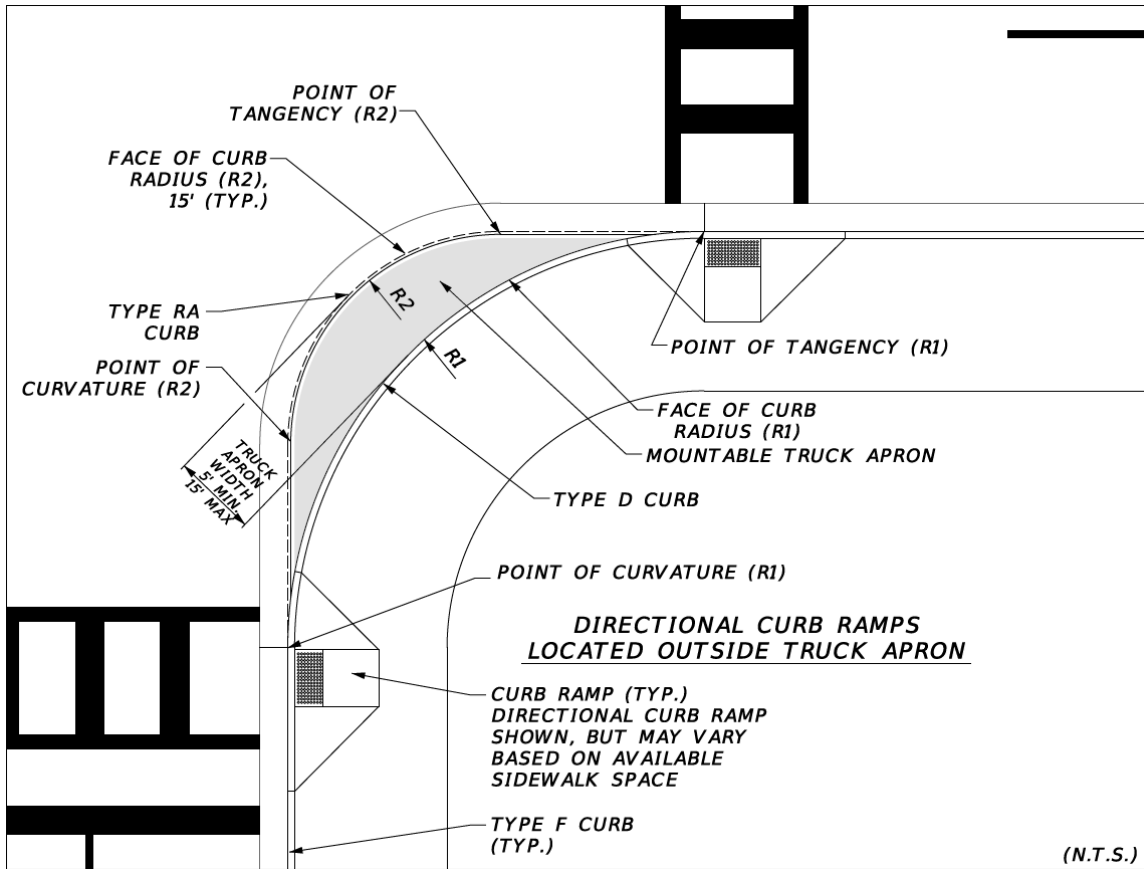 POINT OF
TANGENCY (R2)
FACE OF CURB
RADIUS (R2),
15' (TYP.)
TYPE RA
CURB
POINT OF
CURVATURE (R2)
R2
R1
TRUCK
APRON
WIDTH
5' MIN.
15' MAX
POINT OF TANGENCY (R1)
FACE OF CURB
RADIUS (R1)
MOUNTABLE TRUCK APRON
TYPE D CURB
POINT OF CURVATURE (R1)
DIRECTIONAL CURB RAMPS
LOCATED OUTSIDE TRUCK APRON
CURB RAMP (TYP.)
DIRECTIONAL CURB RAMP
SHOWN, BUT MAY VARY
BASED ON AVAILABLE
SIDEWALK SPACE
TYPE F CURB
(TYP.)
(N.T.S.)